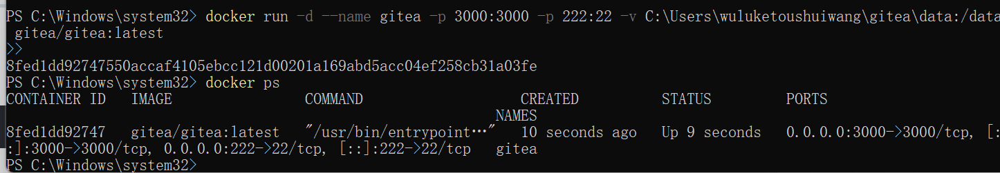 PS C:\Windows\system32> docker run -d --name gitea -p 3000:3000 -p 222:22 -v C:\Users\wuluketoushuiwang\gitea\data:/data
 gitea/gitea:latest
>>
8fed1dd92747550accaf4105ebcc121d00201a169abd5acc04ef258cb31a03fe
PS C:\Windows\system32> docker ps
CONTAINER ID   IMAGE                COMMAND                   CREATED          STATUS         PORTS
                                                           NAMES
8fed1dd92747   gitea/gitea:latest   "/usr/bin/entrypoint…"   10 seconds ago   Up 9 seconds   0.0.0.0:3000->3000/tcp, [:
:]:3000->3000/tcp, 0.0.0.0:222->22/tcp, [::]:222->22/tcp   gitea
PS C:\Windows\system32>